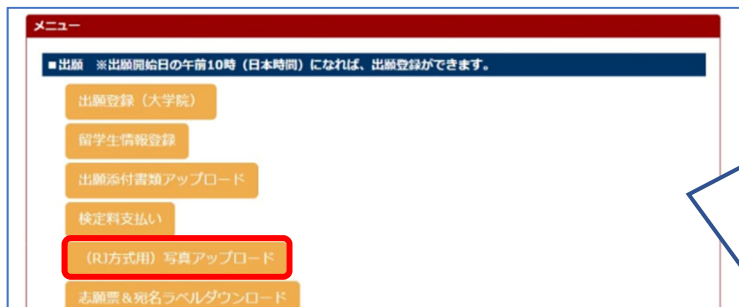 メニュー
■出願　※出願開始日の午前10時（日本時間）になれば、出願登録ができます。
出願登録（大学院）
留学生情報登録
出願添付書類アップロード
検定料支払い
（RJ方式用）写真アップロード
志願票＆宛名ラベルダウンロード